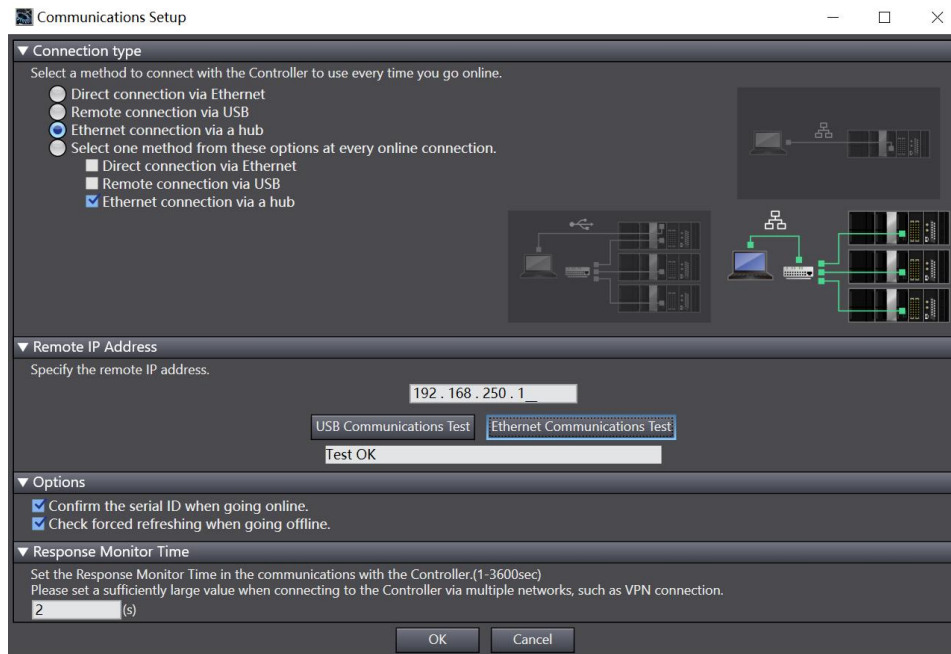 Communications Setup
▼ Connection type
Select a method to connect with the Controller to use every time you go online.
Direct connection via Ethernet
Remote connection via USB
Ethernet connection via a hub
Select one method from these options at every online connection.
Direct connection via Ethernet
Remote connection via USB
Ethernet connection via a hub
▼ Remote IP Address
Specify the remote IP address.
192 . 168 . 250 . 1__
USB Communications Test Ethernet Communications Test
Test OK
▼ Options
Confirm the serial ID when going online.
Check forced refreshing when going offline.
▼ Response Monitor Time
Set the Response Monitor Time in the communications with the Controller.(1-3600sec)
Please set a sufficiently large value when connecting to the Controller via multiple networks, such as VPN connection.
2 (s)
OK Cancel